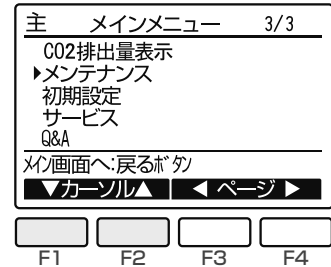 主 メインメニュー 3/3
CO2排出量表示
▶メンテナンス
初期設定
サービス
Q&A
ﾒｲﾝ画面へ:戻るﾎﾞﾀﾝ
▼カーソル▲ ◀ ページ ▶
F1 F2 F3 F4